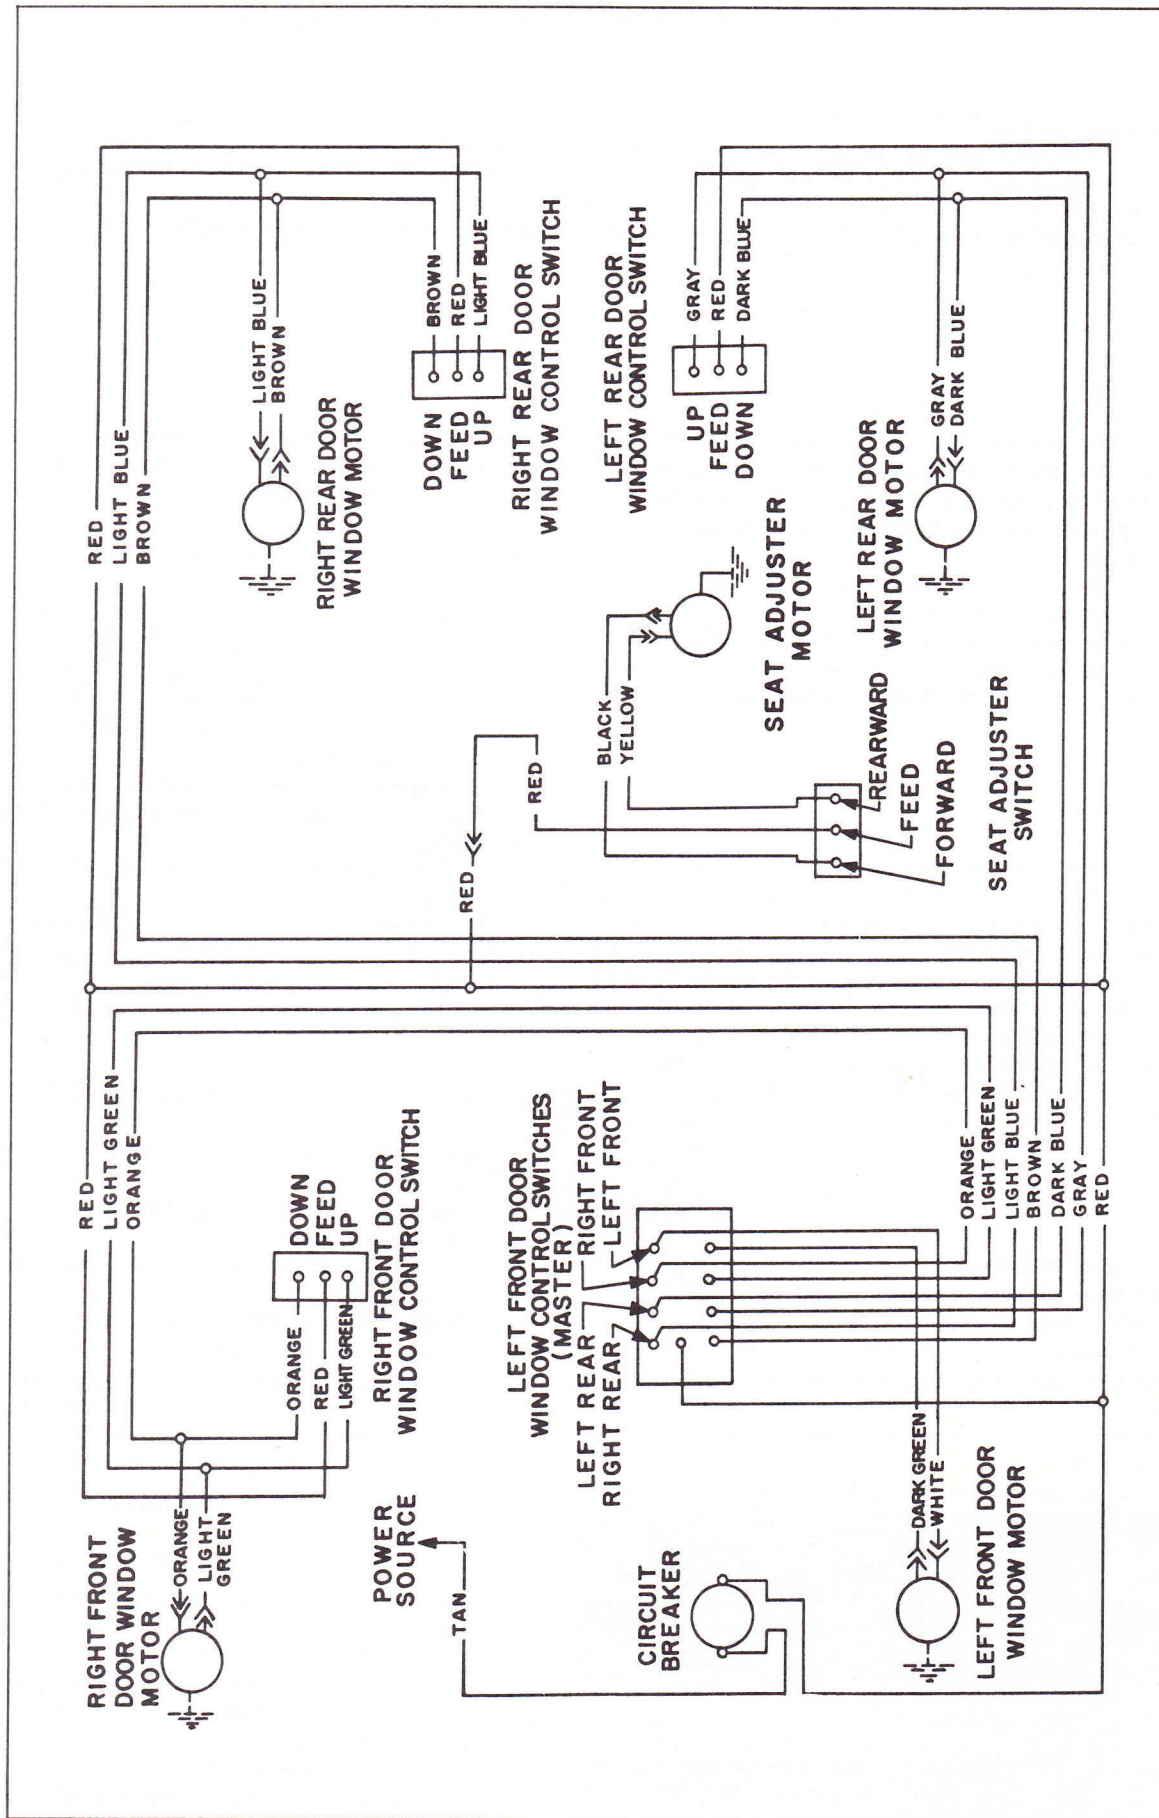 RIGHT FRONT
DOOR WINDOW
MOTOR
ORANGE
LIGHT
GREEN
POWER
SOURCE
TAN
CIRCUIT
BREAKER
LEFT FRONT DOOR
WINDOW MOTOR
DARK GREEN
WHITE
RED
LIGHT GREEN
ORANGE
ORANGE
RED
LIGHT GREEN
DOWN
FEED
UP
RIGHT FRONT DOOR
WINDOW CONTROL SWITCH
LEFT FRONT DOOR
WINDOW CONTROL SWITCHES
(MASTER)
LEFT REAR
RIGHT FRONT
RIGHT REAR
LEFT FRONT
ORANGE
LIGHT GREEN
LIGHT BLUE
BROWN
DARK BLUE
GRAY
RED
RED
RED
BLACK
YELLOW
REARWARD
FEED
FORWARD
SEAT ADJUSTER
SWITCH
SEAT ADJUSTER
MOTOR
RED
LIGHT BLUE
BROWN
RIGHT REAR DOOR
WINDOW MOTOR
LIGHT BLUE
BROWN
DOWN
FEED
UP
BROWN
RED
LIGHT BLUE
RIGHT REAR DOOR
WINDOW CONTROL SWITCH
LEFT REAR DOOR
WINDOW CONTROL SWITCH
UP
FEED
DOWN
GRAY
RED
DARK BLUE
LEFT REAR DOOR
WINDOW MOTOR
GRAY
DARK BLUE